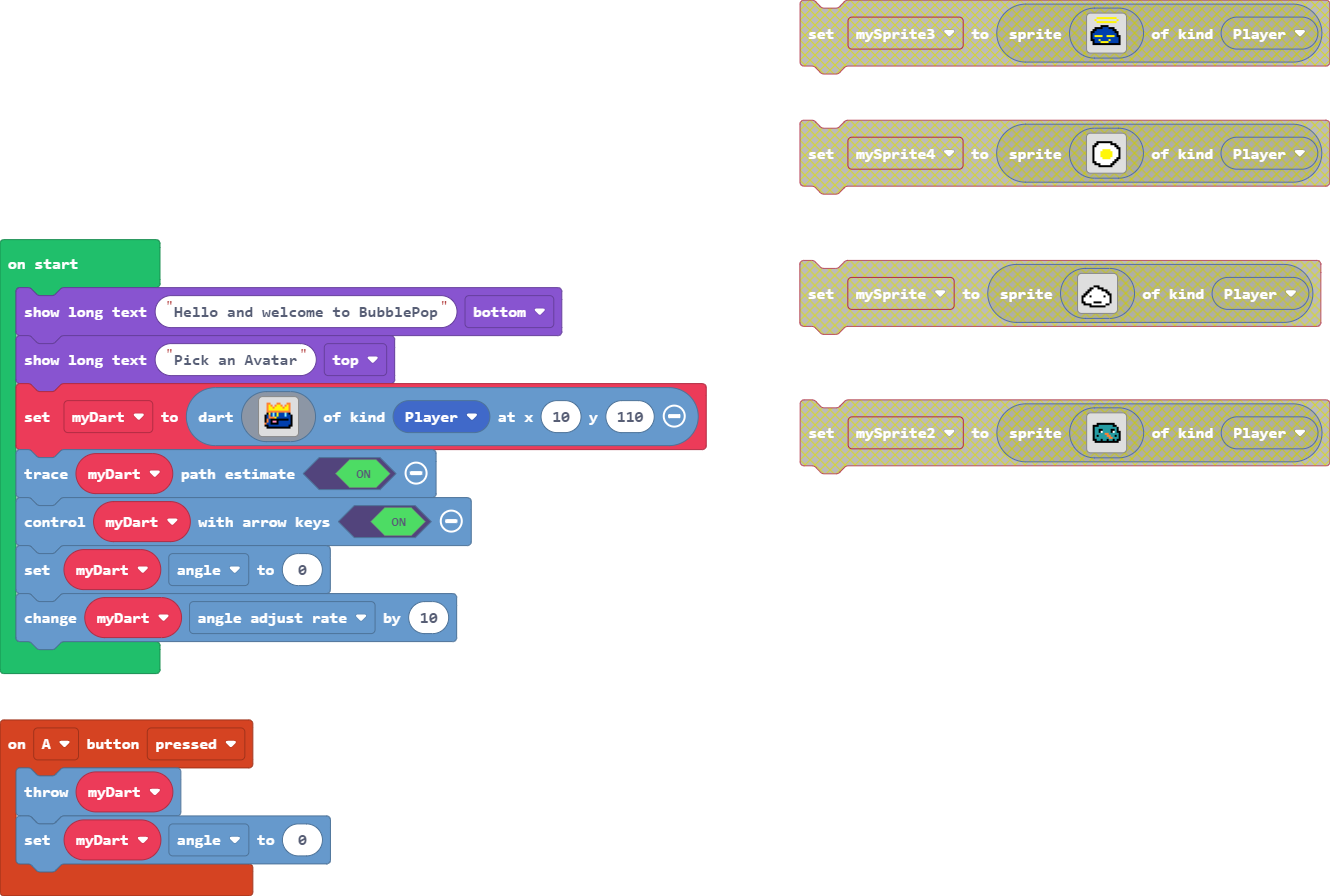 set mySprite3 to sprite of kind Player
set mySprite4 to sprite of kind Player
set mySprite to sprite of kind Player
set mySprite2 to sprite of kind Player
on start
show long text "Hello and welcome to BubblePop" bottom
show long text "Pick an Avatar" top
set myDart to dart of kind Player at x 10 y 110
trace myDart path estimate ON
control myDart with arrow keys ON
set myDart angle to 0
change myDart angle adjust rate by 10
on A button pressed
throw myDart
set myDart angle to 0